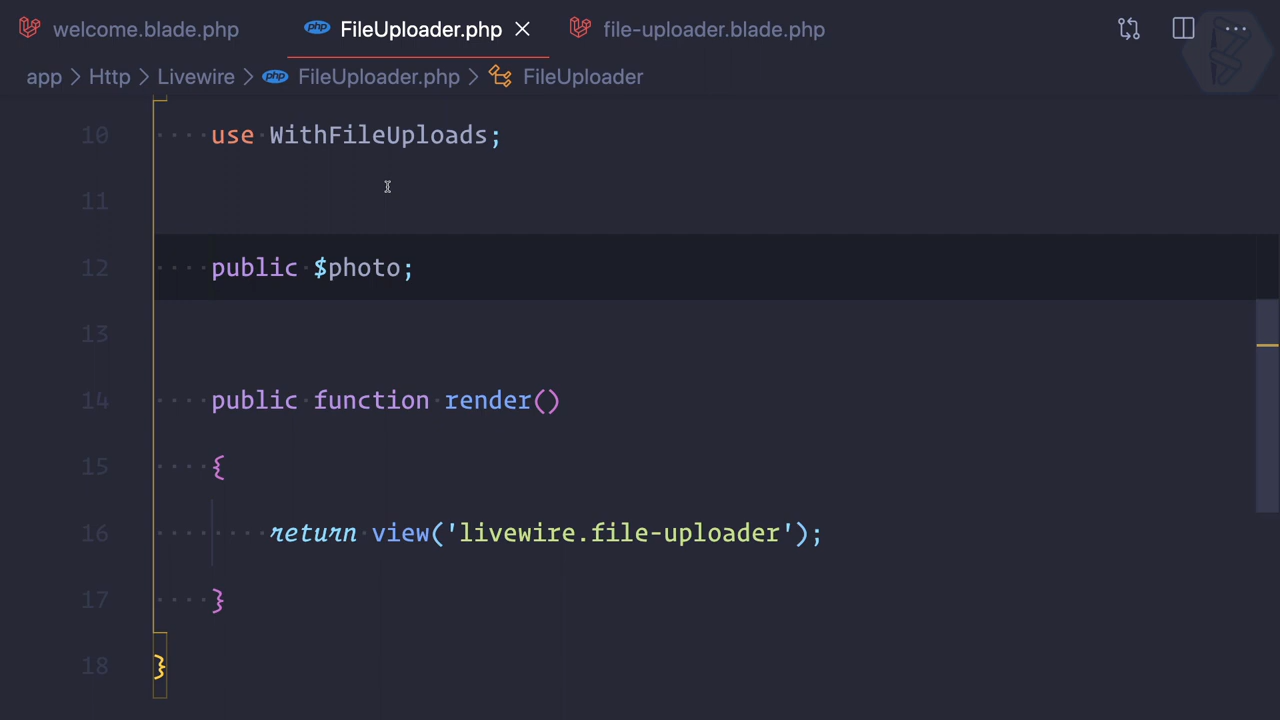 welcome.blade.php FileUploader.php file-uploader.blade.php
app > Http > Livewire > FileUploader.php > FileUploader
10 use WithFileUploads;
11
12 public $photo;
13
14 public function render()
15 {
16 return view('livewire.file-uploader');
17 }
18 }